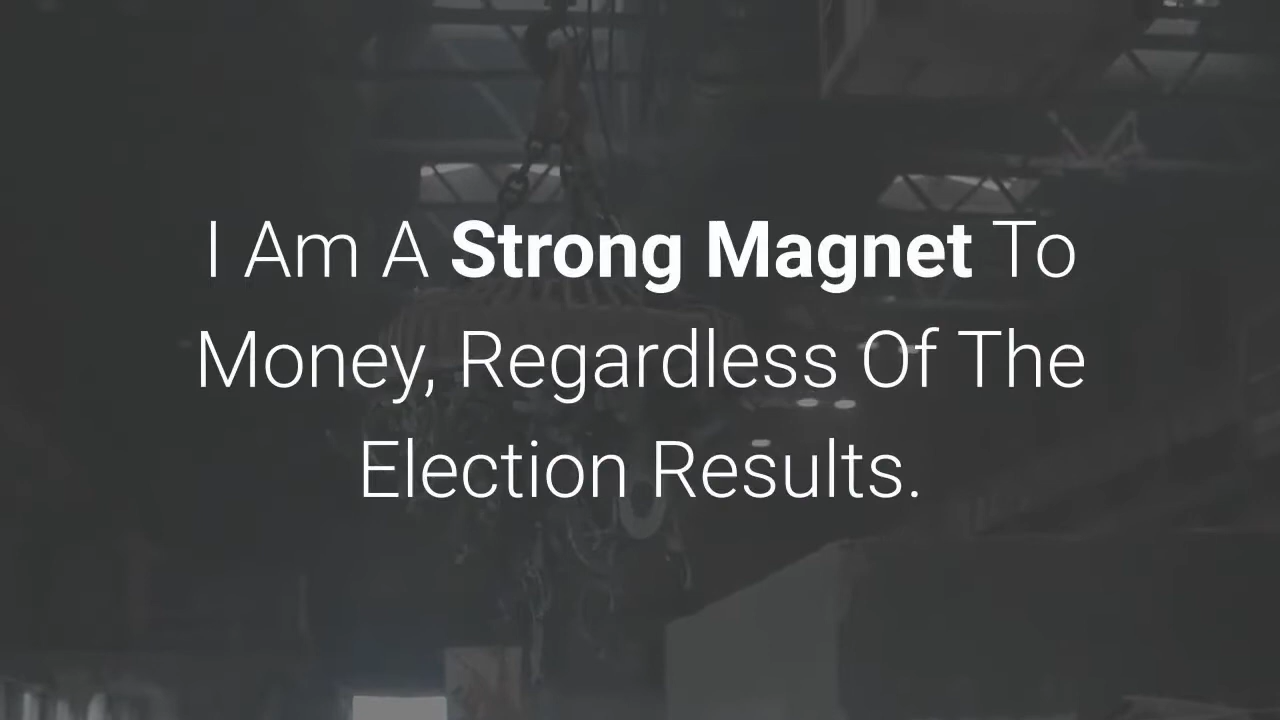 I Am A Strong Magnet To
Money, Regardless Of The
Election Results.